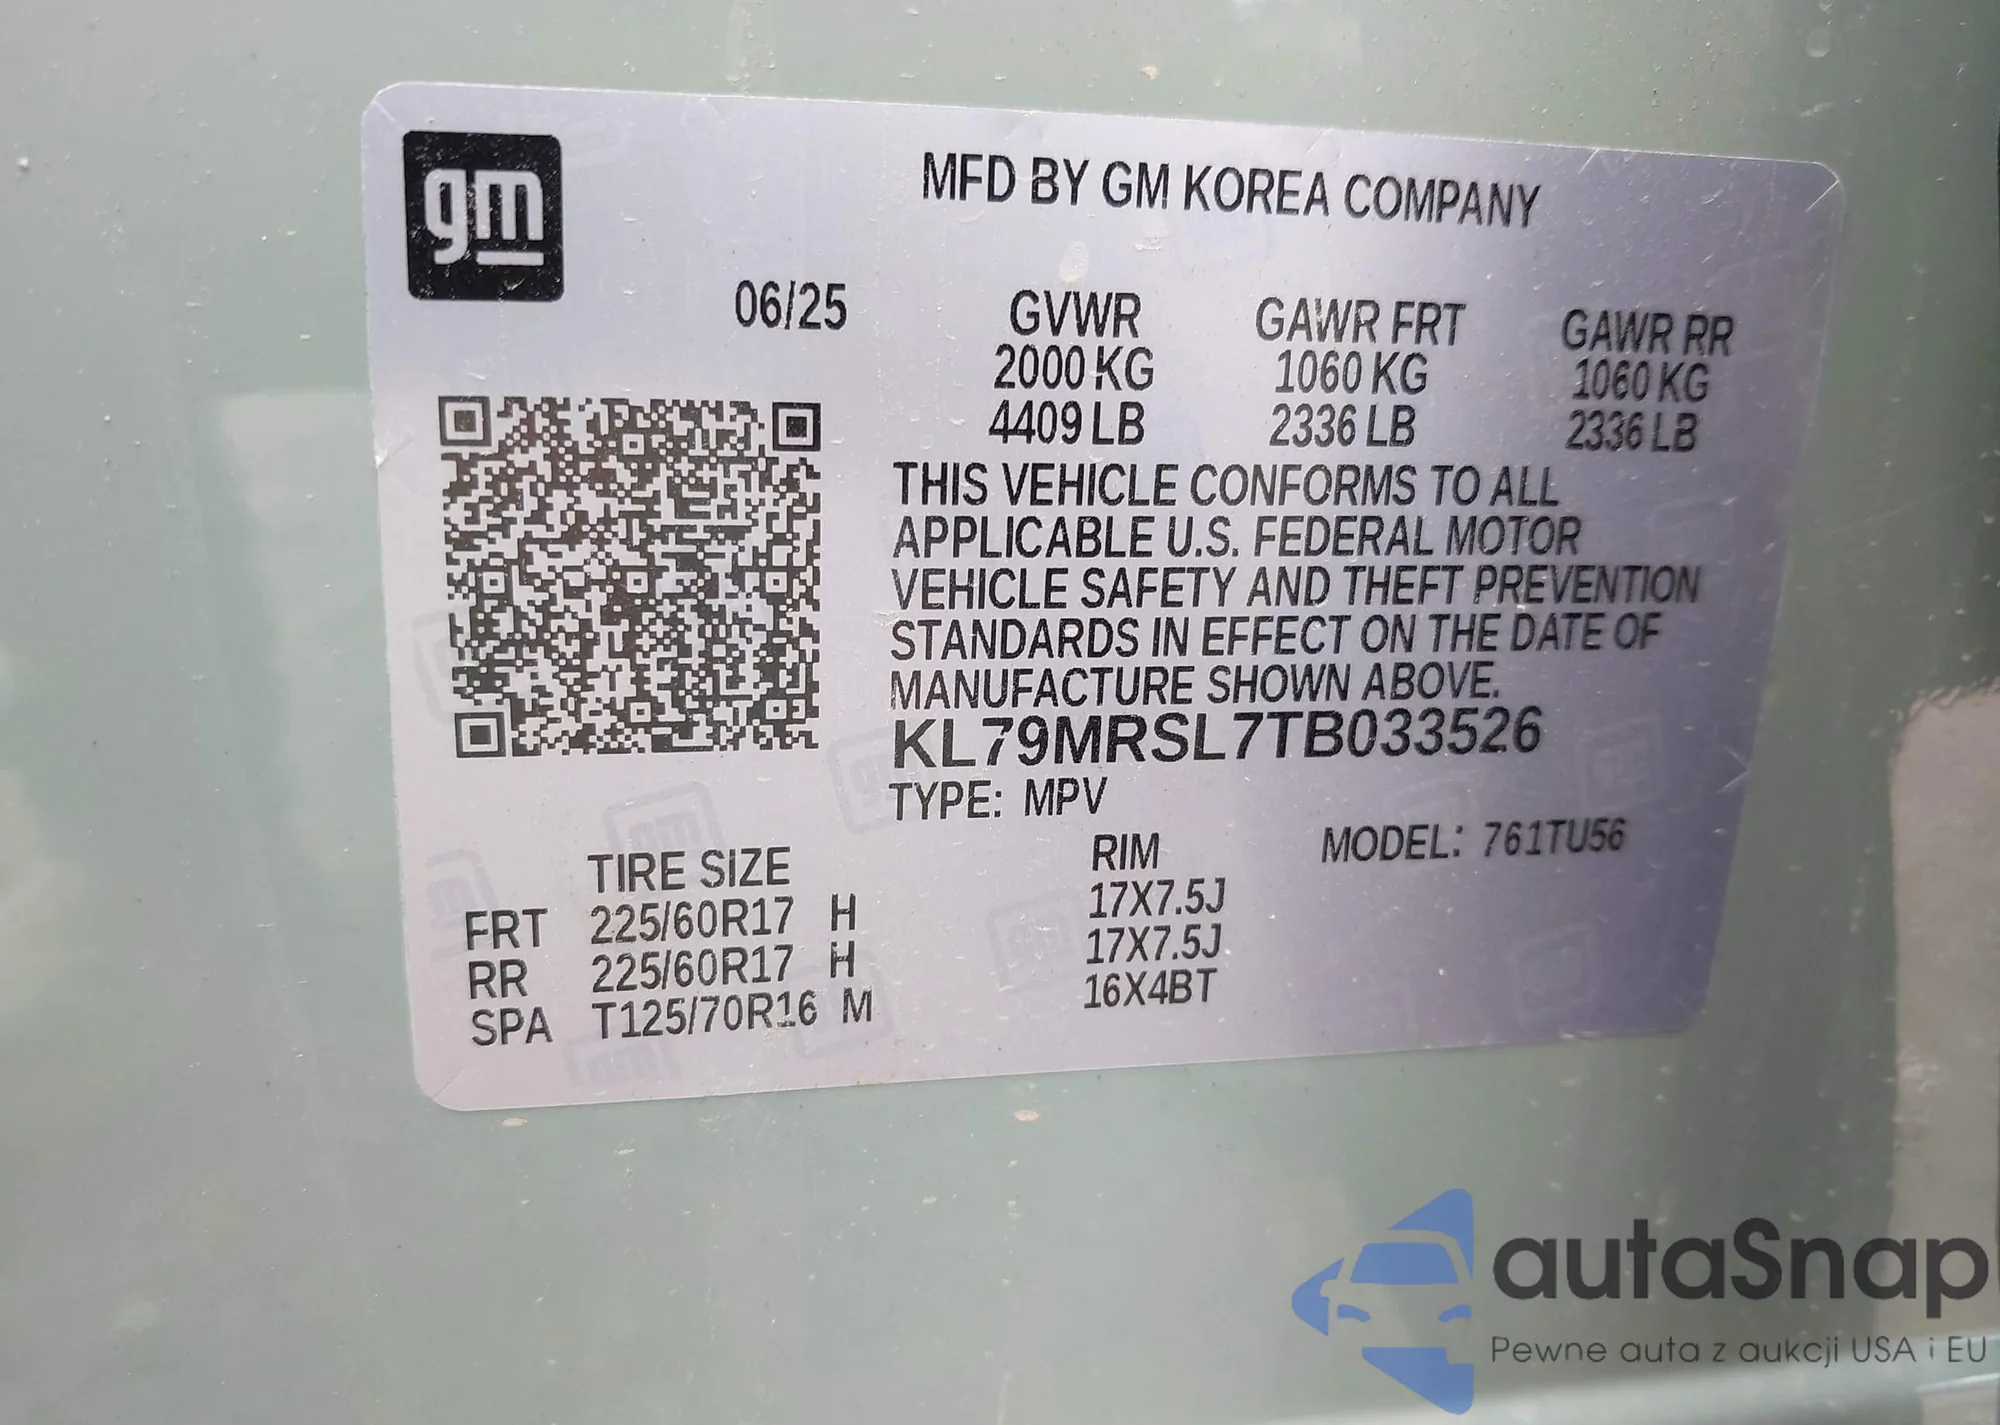 gm
MFD BY GM KOREA COMPANY
06/25
GVWR GAWR FRT GAWR RR
2000 KG 1060 KG 1060 KG
4409 LB 2336 LB 2336 LB
THIS VEHICLE CONFORMS TO ALL
APPLICABLE U.S. FEDERAL MOTOR
VEHICLE SAFETY AND THEFT PREVENTION
STANDARDS IN EFFECT ON THE DATE OF
MANUFACTURE SHOWN ABOVE.
KL79MRSL7TB033526
TYPE: MPV
MODEL: 761TU56
TIRE SIZE RIM
FRT 225/60R17 H 17X7.5J
RR 225/60R17 H 17X7.5J
SPA T125/70R16 M 16X4BT
autaSnap
Pewne auta z aukcji USA i EU